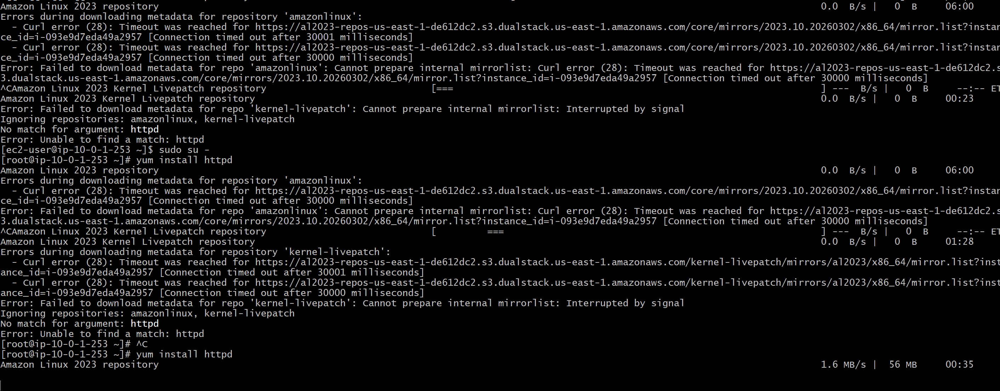 Amazon Linux 2023 repository 0.0 B/s | 0 B 06:00
Errors during downloading metadata for repository 'amazonlinux':
- Curl error (28): Timeout was reached for https://al2023-repos-us-east-1-de612dc2.s3.dualstack.us-east-1.amazonaws.com/core/mirrors/2023.10.20260302/x86_64/mirror.list?instan
ce_id=i-093e9d7eda49a2957 [Connection timed out after 30001 milliseconds]
- Curl error (28): Timeout was reached for https://al2023-repos-us-east-1-de612dc2.s3.dualstack.us-east-1.amazonaws.com/core/mirrors/2023.10.20260302/x86_64/mirror.list?instan
ce_id=i-093e9d7eda49a2957 [Connection timed out after 30000 milliseconds]
Error: Failed to download metadata for repo 'amazonlinux': Cannot prepare internal mirrorlist: Curl error (28): Timeout was reached for https://al2023-repos-us-east-1-de612dc2.s
3.dualstack.us-east-1.amazonaws.com/core/mirrors/2023.10.20260302/x86_64/mirror.list?instance_id=i-093e9d7eda49a2957 [Connection timed out after 30000 milliseconds]
^CAmazon Linux 2023 Kernel Livepatch repository [=== ] --- B/s | 0 B --:-- ET
Amazon Linux 2023 Kernel Livepatch repository 0.0 B/s | 0 B 00:23
Error: Failed to download metadata for repo 'kernel-livepatch': Cannot prepare internal mirrorlist: Interrupted by signal
Ignoring repositories: amazonlinux, kernel-livepatch
No match for argument: httpd
Error: Unable to find a match: httpd
[ec2-user@ip-10-0-1-253 ~]$ sudo su -
[root@ip-10-0-1-253 ~]# yum install httpd
Amazon Linux 2023 repository 0.0 B/s | 0 B 06:00
Errors during downloading metadata for repository 'amazonlinux':
- Curl error (28): Timeout was reached for https://al2023-repos-us-east-1-de612dc2.s3.dualstack.us-east-1.amazonaws.com/core/mirrors/2023.10.20260302/x86_64/mirror.list?instan
ce_id=i-093e9d7eda49a2957 [Connection timed out after 30000 milliseconds]
Error: Failed to download metadata for repo 'amazonlinux': Cannot prepare internal mirrorlist: Curl error (28): Timeout was reached for https://al2023-repos-us-east-1-de612dc2.s
3.dualstack.us-east-1.amazonaws.com/core/mirrors/2023.10.20260302/x86_64/mirror.list?instance_id=i-093e9d7eda49a2957 [Connection timed out after 30000 milliseconds]
^CAmazon Linux 2023 Kernel Livepatch repository [ === ] --- B/s | 0 B --:-- ET
Amazon Linux 2023 Kernel Livepatch repository 0.0 B/s | 0 B 01:28
Errors during downloading metadata for repository 'kernel-livepatch':
- Curl error (28): Timeout was reached for https://al2023-repos-us-east-1-de612dc2.s3.dualstack.us-east-1.amazonaws.com/kernel-livepatch/mirrors/al2023/x86_64/mirror.list?inst
ance_id=i-093e9d7eda49a2957 [Connection timed out after 30001 milliseconds]
- Curl error (28): Timeout was reached for https://al2023-repos-us-east-1-de612dc2.s3.dualstack.us-east-1.amazonaws.com/kernel-livepatch/mirrors/al2023/x86_64/mirror.list?inst
ance_id=i-093e9d7eda49a2957 [Connection timed out after 30000 milliseconds]
Error: Failed to download metadata for repo 'kernel-livepatch': Cannot prepare internal mirrorlist: Interrupted by signal
Ignoring repositories: amazonlinux, kernel-livepatch
No match for argument: httpd
Error: Unable to find a match: httpd
[root@ip-10-0-1-253 ~]# ^C
[root@ip-10-0-1-253 ~]# yum install httpd
Amazon Linux 2023 repository 1.6 MB/s | 56 MB 00:35